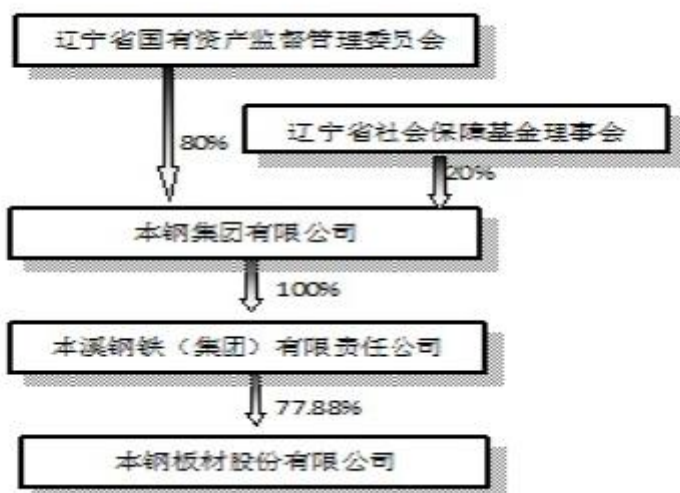 辽宁省国有资产监督管理委员会
80%
辽宁省社会保障基金理事会
20%
本钢集团有限公司
100%
本溪钢铁（集团）有限责任公司
77.88%
本钢板材股份有限公司